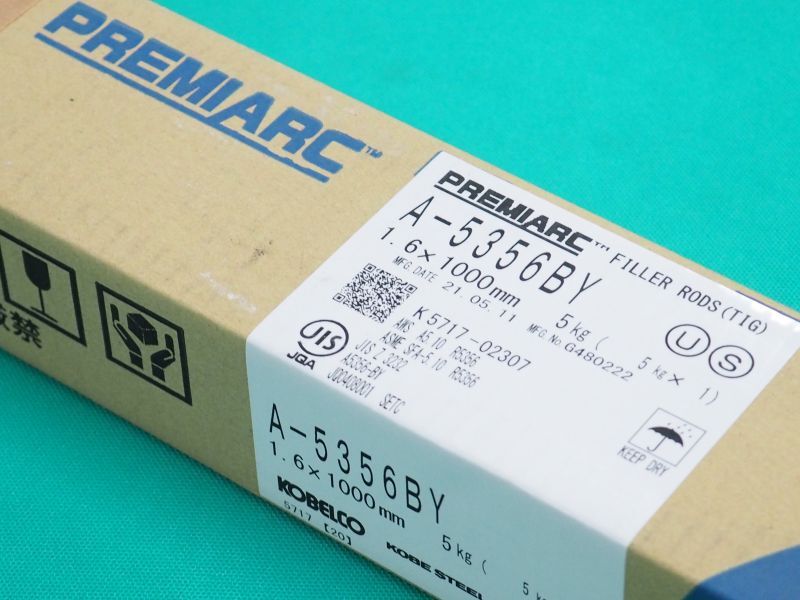 PREMIARC™
PREMIARC™ FILLER RODS(TIG)
A-5356BY
1.6×1000mm 5kg( 5kg× 1)
MFG.DATE 21.05.11 MFG.No G480222
K5717-02307
AWS A5.10 R5356
ASME SFA-5.10 R5356
JIS Z 3232
A5356-BY
JQ0408001 SETC
JIS
JQA
U S
KEEP DRY
禁
A-5356BY
1.6×1000mm 5kg( 5k
KOBELCO
5717 [20]
KOBE STEEL